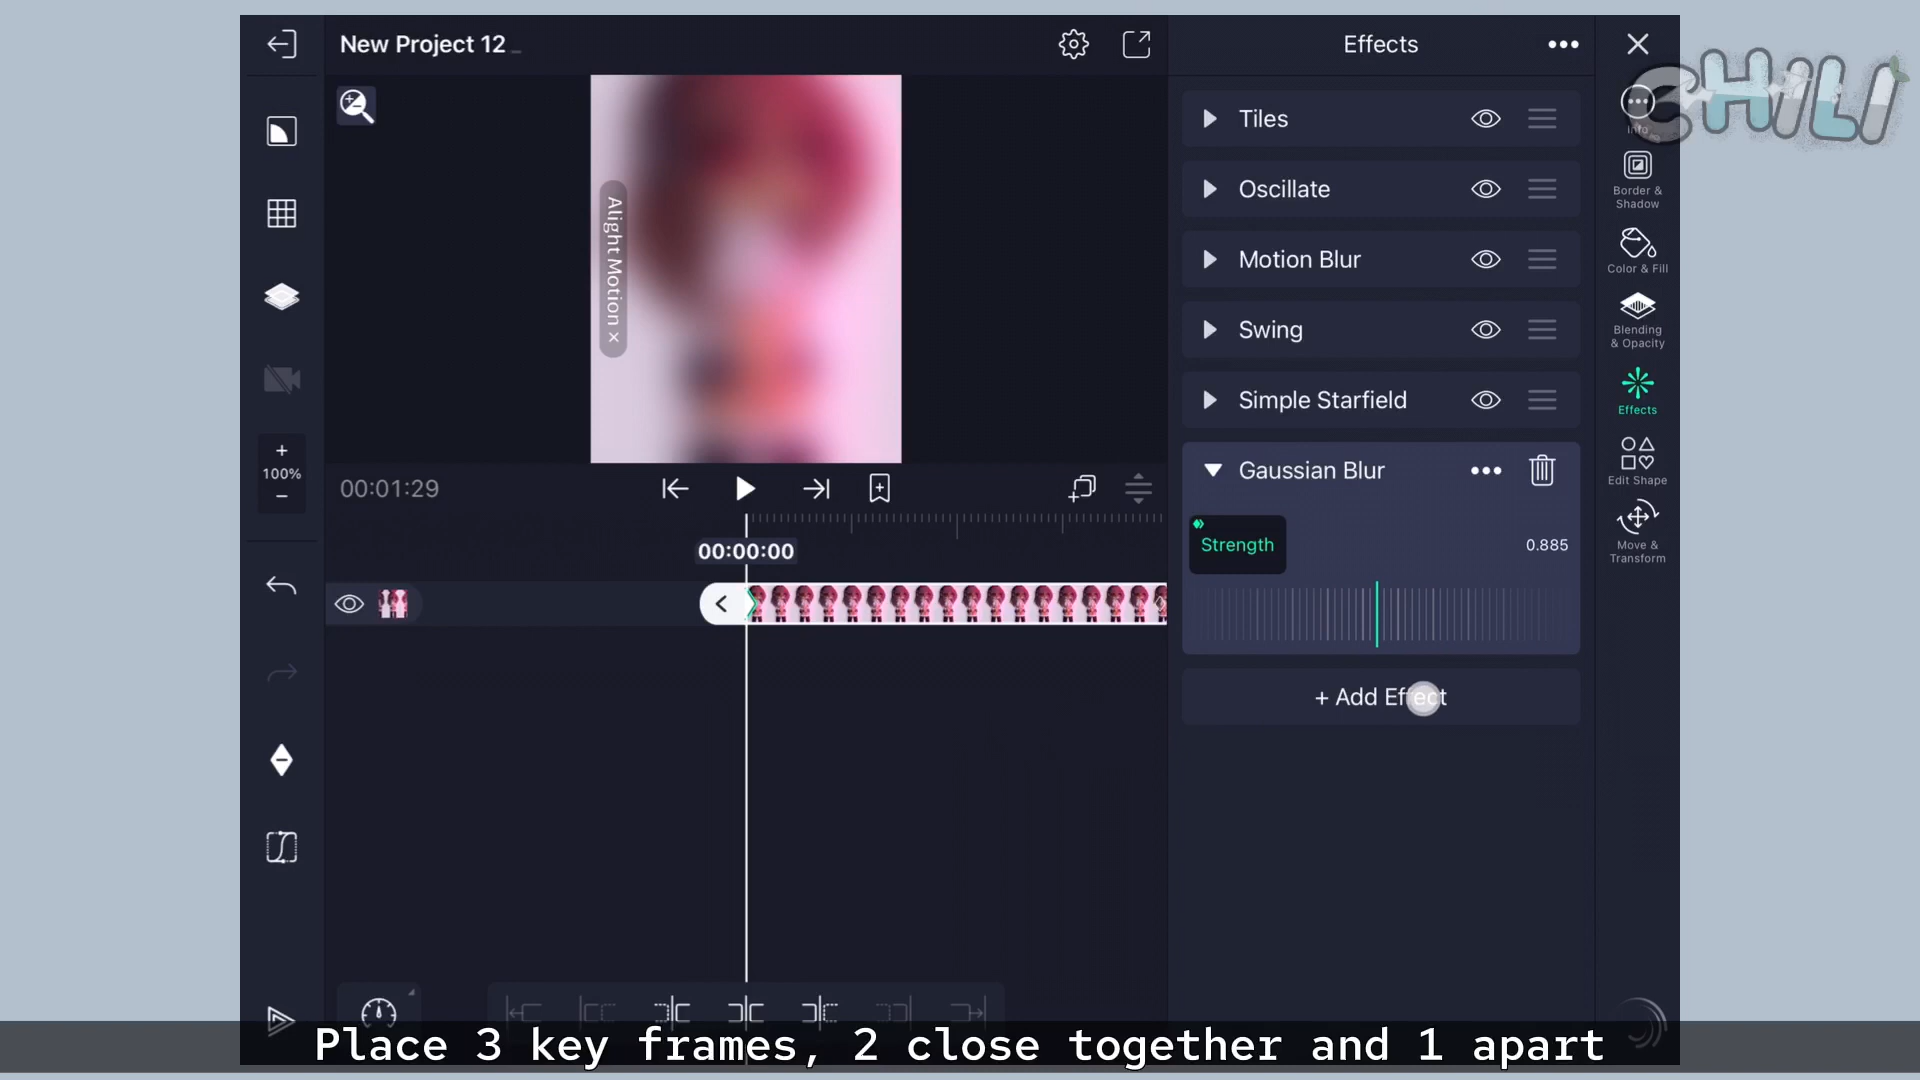 New Project 12
Effects
CHILI
Tiles
Info
Oscillate
Border &
Shadow
Motion Blur
Color & Fill
Alight Motion ×
Swing
Blending
& Opacity
Simple Starfield
Effects
+
100%
−
00:01:29
Gaussian Blur
Edit Shape
Strength
0.885
Move &
Transform
00:00:00
+ Add Effect
Place 3 key frames, 2 close together and 1 apart